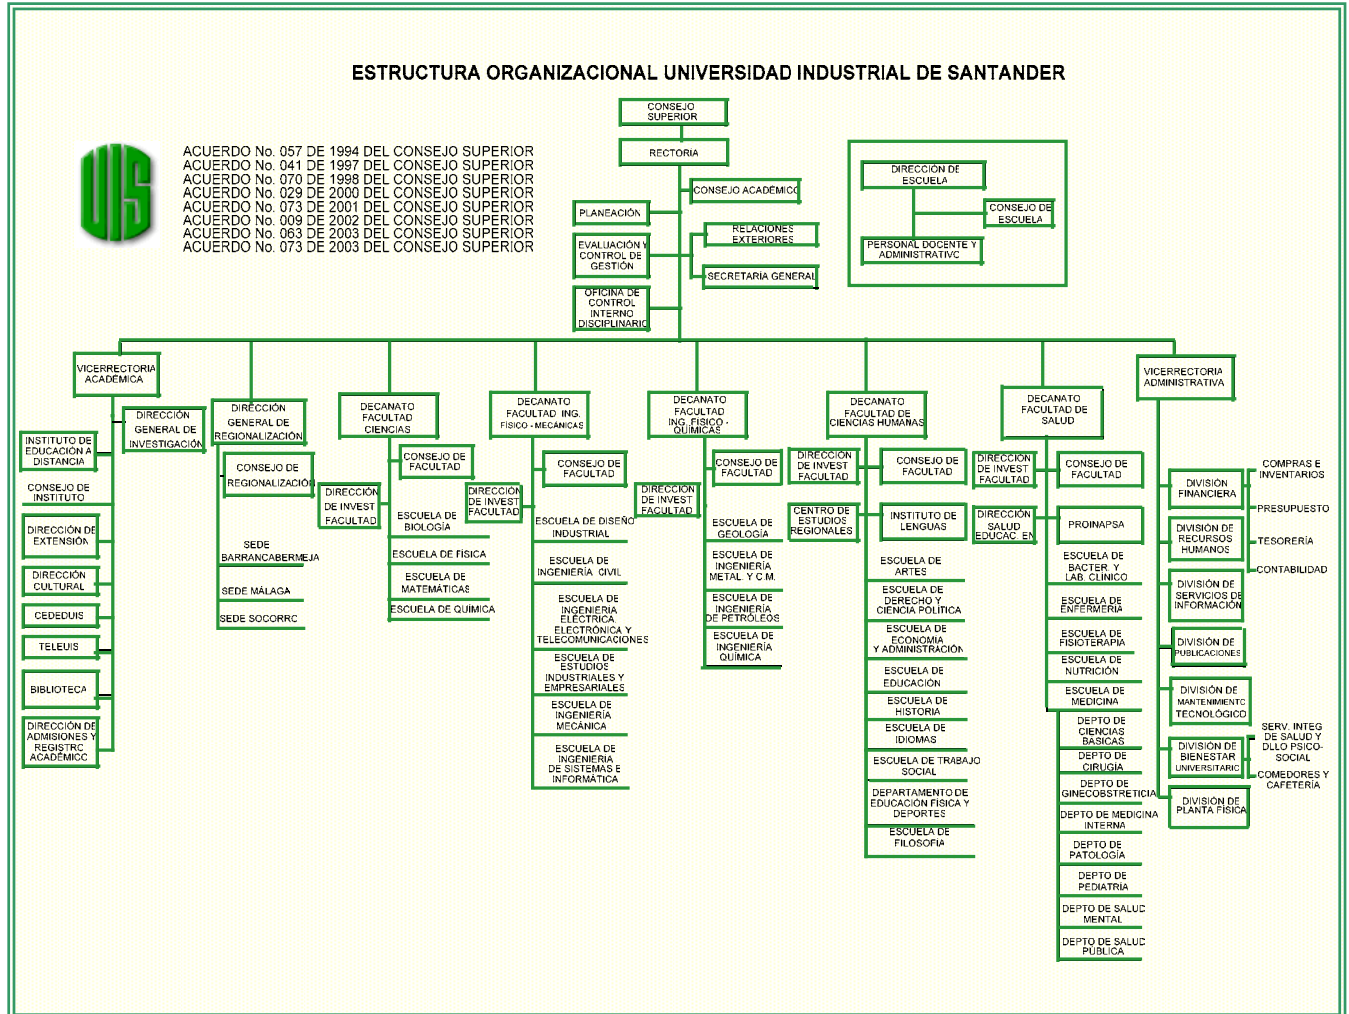 ESTRUCTURA ORGANIZACIONAL UNIVERSIDAD INDUSTRIAL DE SANTANDER
CONSEJO
SUPERIOR
RECTORÍA
UIS
ACUERDO No. 057 DE 1994 DEL CONSEJO SUPERIOR
ACUERDO No. 041 DE 1997 DEL CONSEJO SUPERIOR
ACUERDO No. 070 DE 1998 DEL CONSEJO SUPERIOR
ACUERDO No. 029 DE 2000 DEL CONSEJO SUPERIOR
ACUERDO No. 073 DE 2001 DEL CONSEJO SUPERIOR
ACUERDO No. 009 DE 2002 DEL CONSEJO SUPERIOR
ACUERDO No. 063 DE 2003 DEL CONSEJO SUPERIOR
ACUERDO No. 073 DE 2003 DEL CONSEJO SUPERIOR
CONSEJO ACADÉMICO
PLANEACIÓN
RELACIONES
EXTERIORES
EVALUACIÓN Y
CONTROL DE
GESTIÓN
SECRETARÍA GENERAL
OFICINA DE
CONTROL
INTERNO
DISCIPLINARIO
DIRECCIÓN DE
ESCUELA
CONSEJO DE
ESCUELA
PERSONAL DOCENTE Y
ADMINISTRATIVO
VICERRECTORIA
ACADÉMICA
DIRECCIÓN
GENERAL DE
INVESTIGACIÓN
INSTITUTO DE
EDUCACIÓN A
DISTANCIA
CONSEJO DE
INSTITUTO
DIRECCIÓN DE
EXTENSIÓN
DIRECCIÓN
CULTURAL
CEDEDUIS
TELEUIS
BIBLIOTECA
DIRECCIÓN DE
ADMISIONES Y
REGISTRO
ACADÉMICO
DIRECCIÓN
GENERAL DE
REGIONALIZACIÓN
CONSEJO DE
REGIONALIZACIÓN
SEDE
BARRANCABERMEJA
SEDE MÁLAGA
SEDE SOCORRO
DECANATO
FACULTAD
CIENCIAS
CONSEJO DE
FACULTAD
DIRECCIÓN
DE INVEST
FACULTAD
ESCUELA DE
BIOLOGÍA
ESCUELA DE FÍSICA
ESCUELA DE
MATEMÁTICAS
ESCUELA DE QUÍMICA
DECANATO
FACULTAD ING.
FÍSICO - MECÁNICAS
CONSEJO DE
FACULTAD
DIRECCIÓN
DE INVEST
FACULTAD
ESCUELA DE DISEÑO
INDUSTRIAL
ESCUELA DE
INGENIERÍA CIVIL
ESCUELA DE
INGENIERIA
ELÉCTRICA,
ELECTRÓNICA Y
TELECOMUNICACIONES
ESCUELA DE
ESTUDIOS
INDUSTRIALES Y
EMPRESARIALES
ESCUELA DE
INGENIERÍA
MECÁNICA
ESCUELA DE
INGENIERIA
DE SISTEMAS E
INFORMÁTICA
DECANATO
FACULTAD
ING. FISICO -
QUÍMICAS
CONSEJO DE
FACULTAD
DIRECCIÓN
DE INVEST
FACULTAD
ESCUELA DE
GEOLOGÍA
ESCUELA DE
INGENIERÍA
METAL. Y C.M.
ESCUELA DE
INGENIERÍA
DE PETRÓLEOS
ESCUELA DE
INGENIERÍA
QUÍMICA
DECANATO
FACULTAD DE
CIENCIAS HUMANAS
DIRECCIÓN
DE INVEST
FACULTAD
CONSEJO DE
FACULTAD
CENTRO DE
ESTUDIOS
REGIONALES
INSTITUTO DE
LENGUAS
ESCUELA DE
ARTES
ESCUELA DE
DERECHO Y
CIENCIA POLÍTICA
ESCUELA DE
ECONOMIA
Y ADMINISTRACIÓN
ESCUELA DE
EDUCACIÓN
ESCUELA DE
HISTORIA
ESCUELA DE
IDIOMAS
ESCUELA DE TRABAJO
SOCIAL
DEPARTAMENTO DE
EDUCACIÓN FÍSICA Y
DEPORTES
ESCUELA DE
FILOSOFIA
DECANATO
FACULTAD DE
SALUD
DIRECCIÓN
DE INVEST
FACULTAD
CONSEJO DE
FACULTAD
DIRECCIÓN
SALUD
EDUCAC. EN
PROINAPSA
ESCUELA DE
BACTER. Y
LAB. CLÍNICO
ESCUELA DE
ENFERMERIA
ESCUELA DE
FISIOTERAPIA
ESCUELA DE
NUTRICIÓN
ESCUELA DE
MEDICINA
DEPTO DE
CIENCIAS
BASICAS
DEPTO DE
CIRUGÍA
DEPTO DE
GINECOBSTRETICIA
DEPTO DE MEDICINA
INTERNA
DEPTO DE
PATOLOGÍA
DEPTO DE
PEDIATRÍA
DEPTO DE SALUD
MENTAL
DEPTO DE SALUD
PÚBLICA
VICERRECTORIA
ADMINISTRATIVA
DIVISIÓN
FINANCIERA
COMPRAS E
INVENTARIOS
PRESUPUESTO
TESORERÍA
CONTABILIDAD
DIVISIÓN DE
RECURSOS
HUMANOS
DIVISIÓN DE
SERVICIOS DE
INFORMACIÓN
DIVISIÓN DE
PUBLICACIONES
DIVISIÓN DE
MANTENIMIENTO
TECNOLÓGICO
DIVISIÓN DE
BIENESTAR
UNIVERSITARIO
SERV. INTEG
DE SALUD Y
DLLO PSICO-
SOCIAL
COMEDORES Y
CAFETERÍA
DIVISIÓN DE
PLANTA FÍSICA